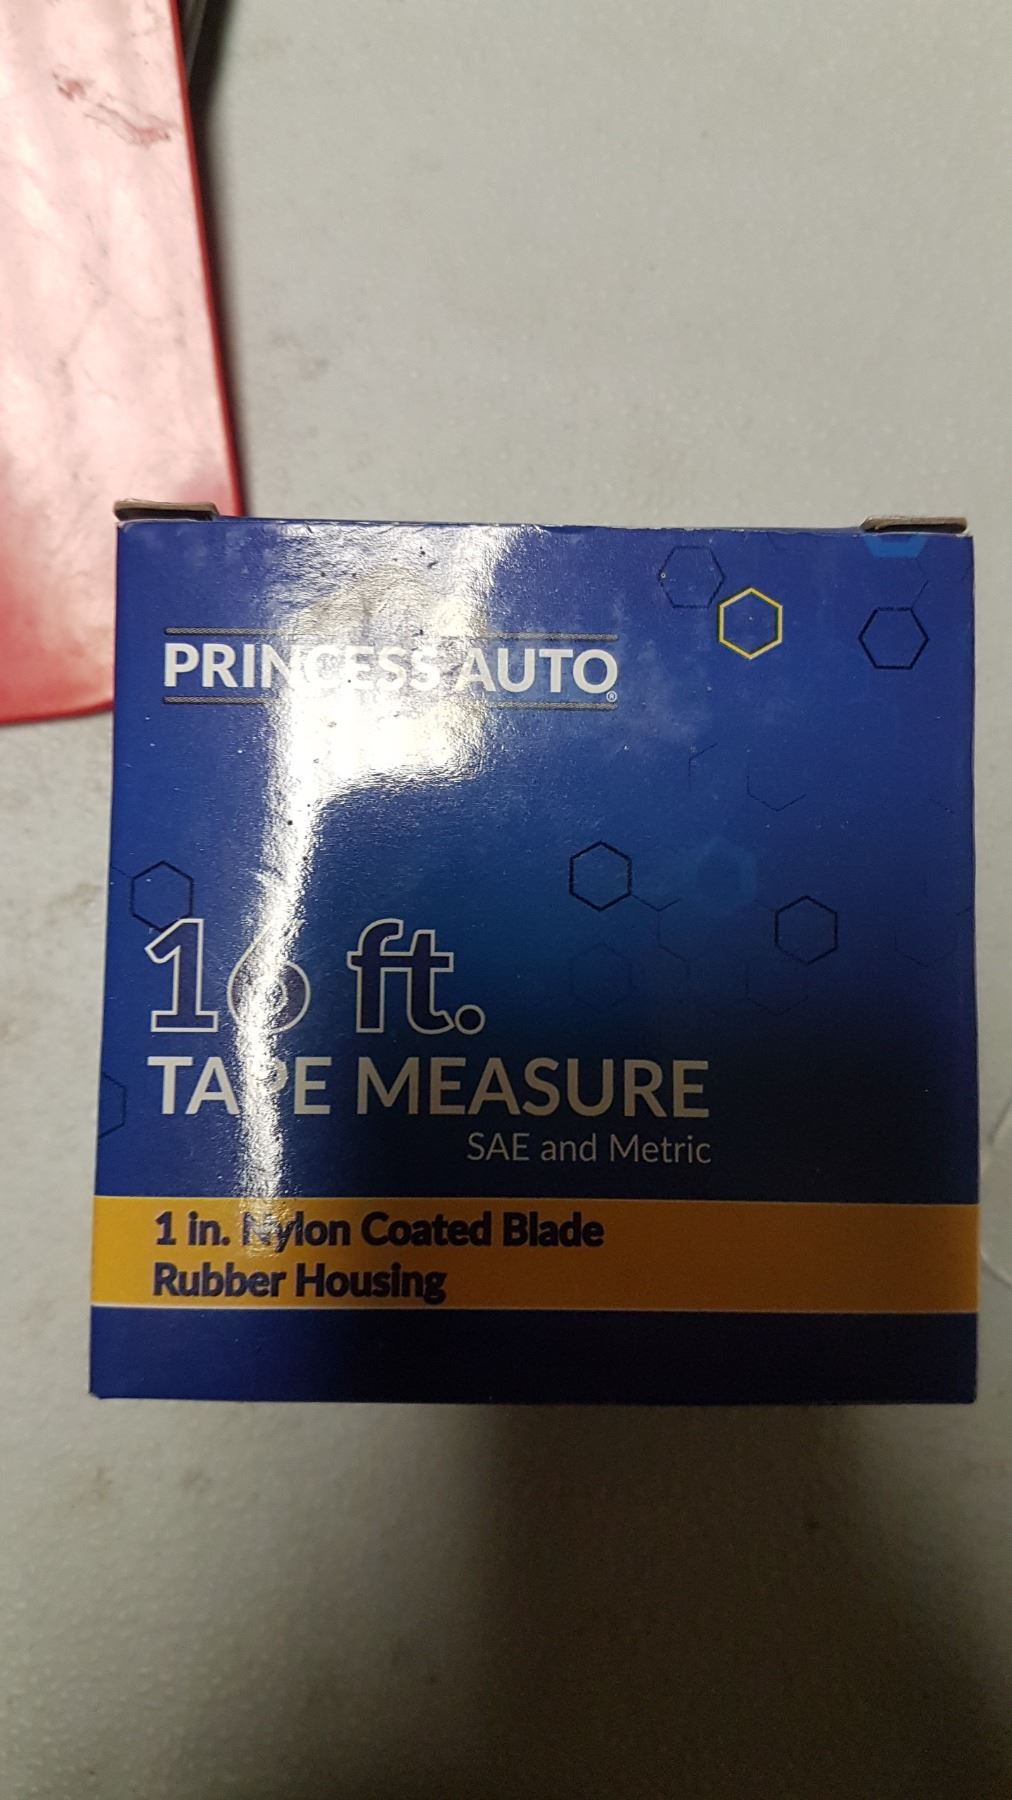 PRINCESS AUTO®
16 ft.
TAPE MEASURE
SAE and Metric
1 in. Nylon Coated Blade
Rubber Housing